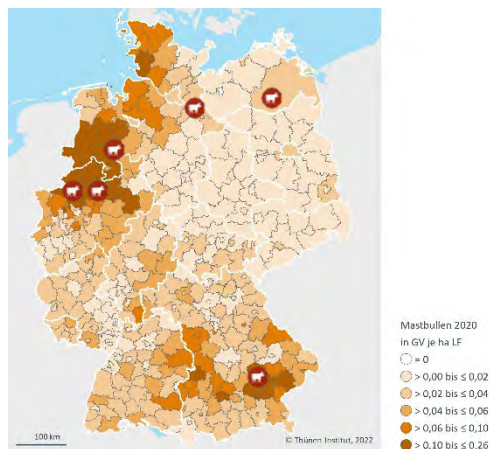 Mastbullen 2020
in GV je ha LF
= 0
> 0,00 bis ≤ 0,02
> 0,02 bis ≤ 0,04
> 0,04 bis ≤ 0,06
> 0,06 bis ≤ 0,10
> 0,10 bis ≤ 0,26
100 km
© Thünen Institut, 2022